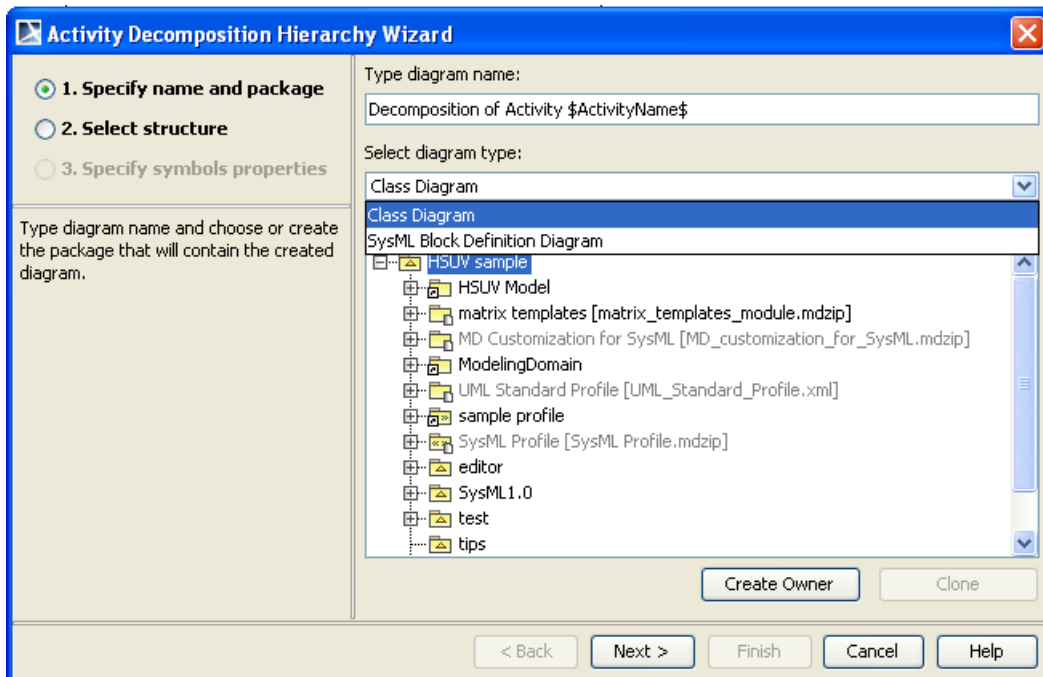 Activity Decomposition Hierarchy Wizard
1. Specify name and package
2. Select structure
3. Specify symbols properties
Type diagram name and choose or create
the package that will contain the created
diagram.
Type diagram name:
Decomposition of Activity $ActivityName$
Select diagram type:
Class Diagram
Class Diagram
SysML Block Definition Diagram
HSUV sample
HSUV Model
matrix templates [matrix_templates_module.mdzip]
MD Customization for SysML [MD_customization_for_SysML.mdzip]
ModelingDomain
UML Standard Profile [UML_Standard_Profile.xml]
sample profile
SysML Profile [SysML Profile.mdzip]
editor
SysML1.0
test
tips
Create Owner
Clone
< Back
Next >
Finish
Cancel
Help